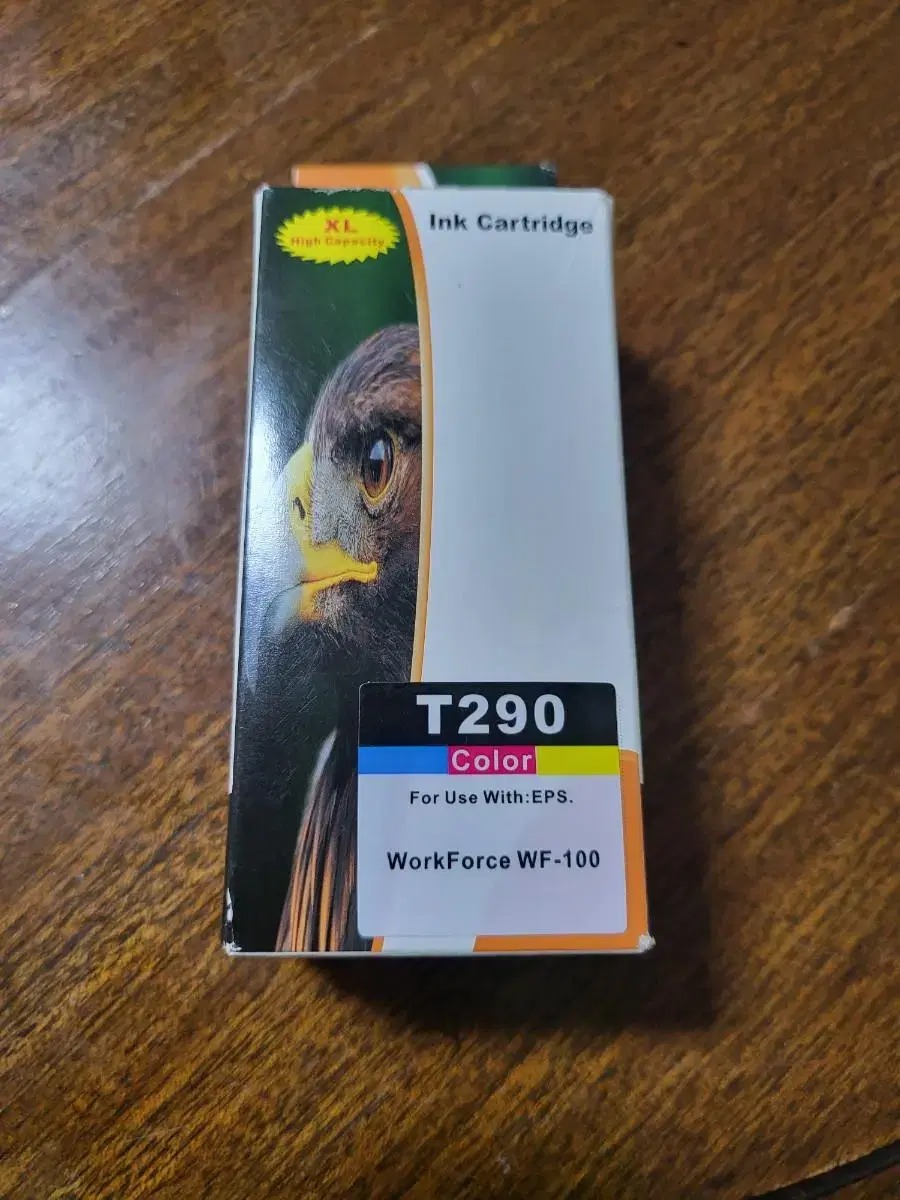 XL
High Capacity
Ink Cartridge
T290
Color
For Use With:EPS.
WorkForce WF-100